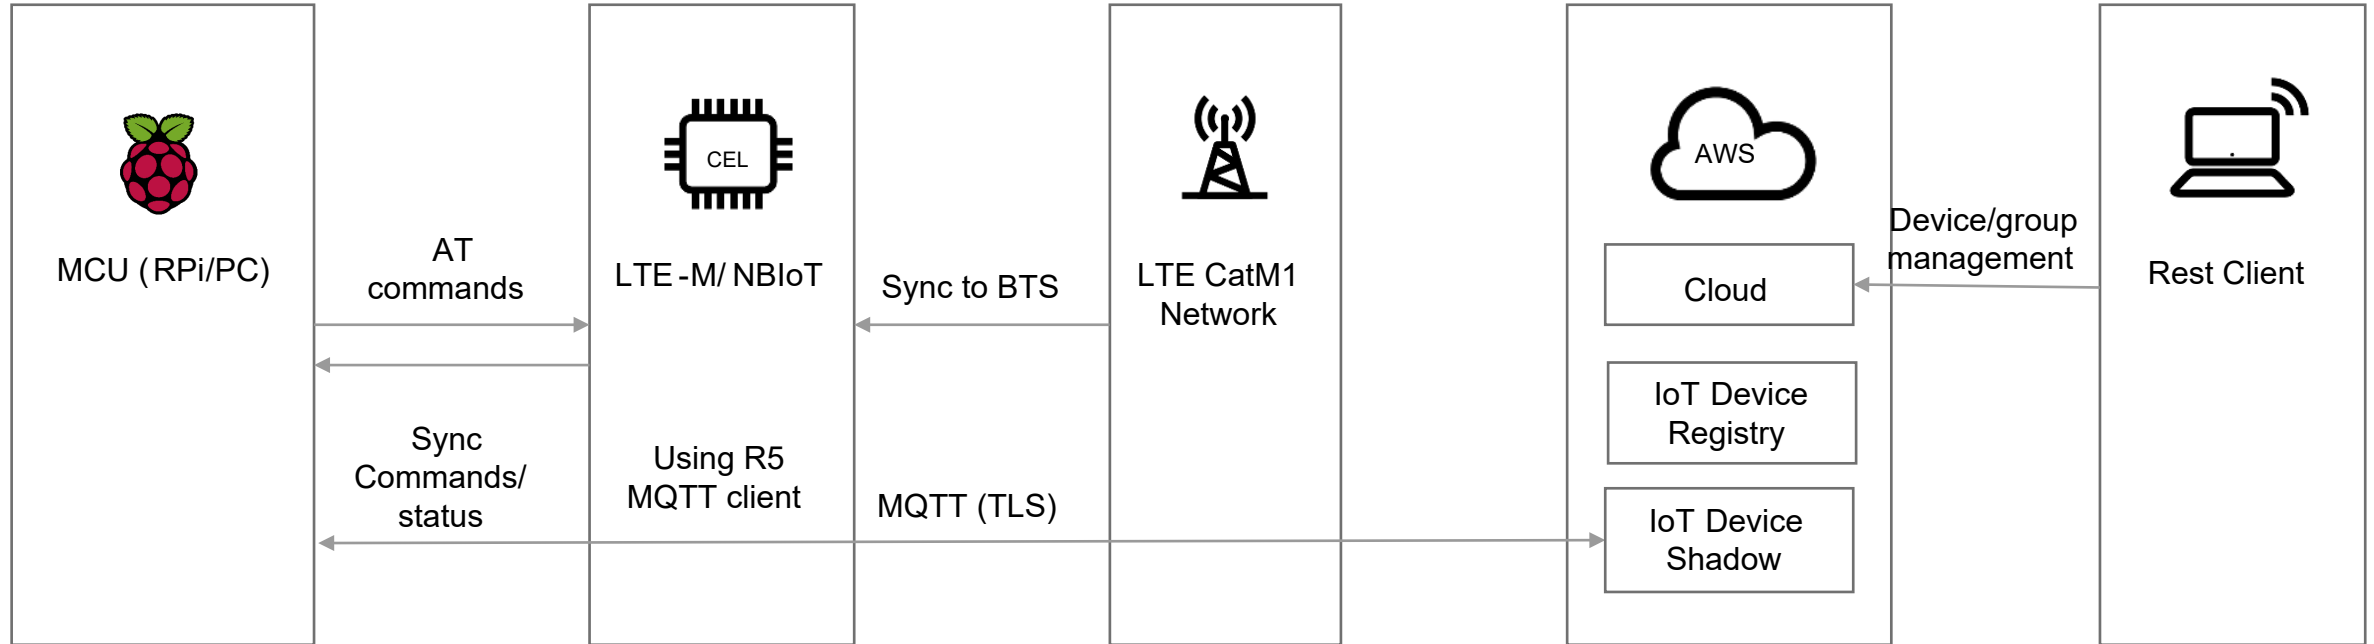 MCU (RPi/PC)
AT
commands
Sync
Commands/
status
CEL
LTE-M/ NBIoT
Using R5
MQTT client
Sync to BTS
MQTT (TLS)
LTE CatM1
Network
AWS
Cloud
IoT Device
Registry
IoT Device
Shadow
Device/group
management
Rest Client